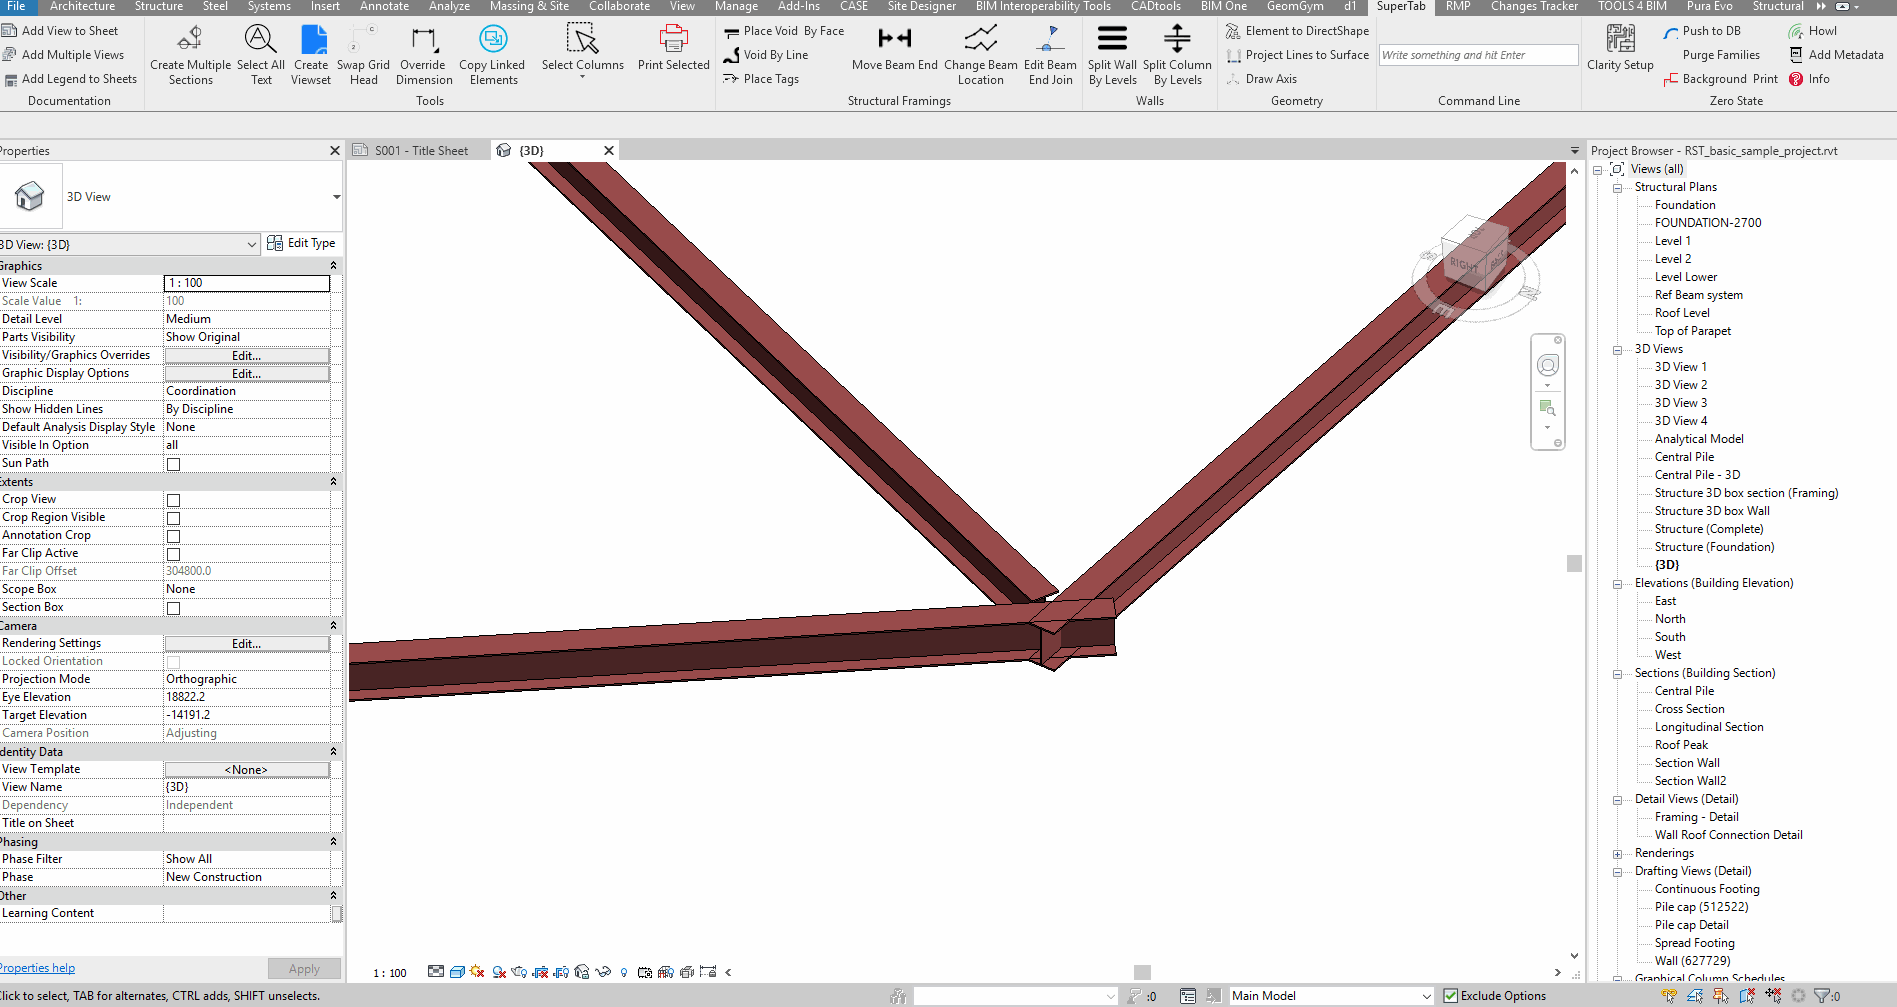 File Architecture Structure Steel Systems Insert Annotate Analyze Massing & Site Collaborate View Manage Add-Ins CASE Site Designer BIM Interoperability Tools CADtools BIM One GeomGym d1 SuperTab RMP Changes Tracker TOOLS 4 BIM Pura Evo Structural
Add View to Sheet
Add Multiple Views
Add Legend to Sheets
Documentation
Create Multiple Sections
Select All Text
Create Viewset
Swap Grid Head
Override Dimension
Copy Linked Elements
Select Columns
Print Selected
Tools
Place Void By Face
Void By Line
Place Tags
Move Beam End
Change Beam Location
Edit Beam End Join
Structural Framings
Split Wall By Levels
Split Column By Levels
Walls
Element to DirectShape
Project Lines to Surface
Draw Axis
Geometry
Write something and hit Enter
Command Line
Clarity Setup
Push to DB
Purge Families
Background Print
Howl
Add Metadata
Info
Zero State
Properties
3D View
3D View: {3D}
Edit Type
Graphics
View Scale 1 : 100
Scale Value 1: 100
Detail Level Medium
Parts Visibility Show Original
Visibility/Graphics Overrides Edit...
Graphic Display Options Edit...
Discipline Coordination
Show Hidden Lines By Discipline
Default Analysis Display Style None
Visible In Option all
Sun Path
Extents
Crop View
Crop Region Visible
Annotation Crop
Far Clip Active
Far Clip Offset 304800.0
Scope Box None
Section Box
Camera
Rendering Settings Edit...
Locked Orientation
Projection Mode Orthographic
Eye Elevation 18822.2
Target Elevation -14191.2
Camera Position Adjusting
Identity Data
View Template <None>
View Name {3D}
Dependency Independent
Title on Sheet
Phasing
Phase Filter Show All
Phase New Construction
Other
Learning Content
Properties help
Apply
S001 - Title Sheet
{3D}
RIGHT
1 : 100
Project Browser - RST_basic_sample_project.rvt
Views (all)
Structural Plans
Foundation
FOUNDATION-2700
Level 1
Level 2
Level Lower
Ref Beam system
Roof Level
Top of Parapet
3D Views
3D View 1
3D View 2
3D View 3
3D View 4
Analytical Model
Central Pile
Central Pile - 3D
Structure 3D box section (Framing)
Structure 3D box Wall
Structure (Complete)
Structure (Foundation)
{3D}
Elevations (Building Elevation)
East
North
South
West
Sections (Building Section)
Central Pile
Cross Section
Longitudinal Section
Roof Peak
Section Wall
Section Wall2
Detail Views (Detail)
Framing - Detail
Wall Roof Connection Detail
Renderings
Drafting Views (Detail)
Continuous Footing
Pile cap (512522)
Pile cap Detail
Spread Footing
Wall (627729)
Graphical Column Schedules
Click to select, TAB for alternates, CTRL adds, SHIFT unselects.
:0
Main Model
Exclude Options
:0